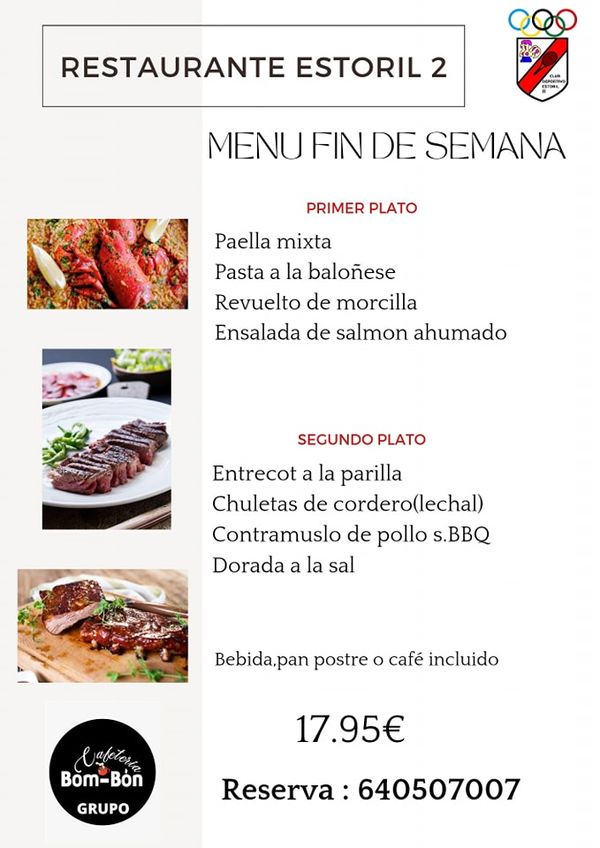 RESTAURANTE ESTORIL 2
CLUB
DEPORTIVO
ESTORIL
II
MENU FIN DE SEMANA
PRIMER PLATO
Paella mixta
Pasta a la baloñese
Revuelto de morcilla
Ensalada de salmon ahumado
SEGUNDO PLATO
Entrecot a la parilla
Chuletas de cordero(lechal)
Contramuslo de pollo s.BBQ
Dorada a la sal
Bebida,pan postre o café incluido
17.95€
Reserva : 640507007
Cafetería
Bom-Bón
GRUPO